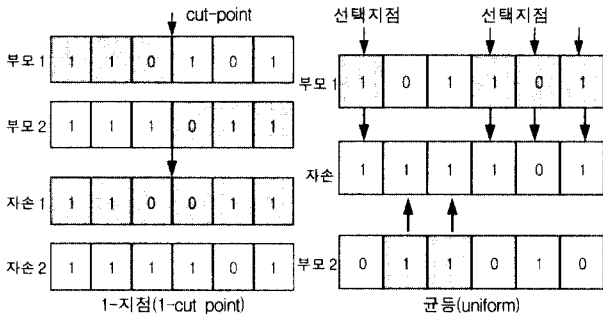 cut-point
부모 1 1 1 0 1 0 1
부모 2 1 1 1 0 1 1
자손 1 1 1 0 0 1 1
자손 2 1 1 1 1 0 1
1-지점(1-cut point)
선택지점 선택지점
부모 1 1 0 1 1 0 1
자손 1 1 1 1 0 1
부모 2 0 1 1 0 1 0
균등(uniform)